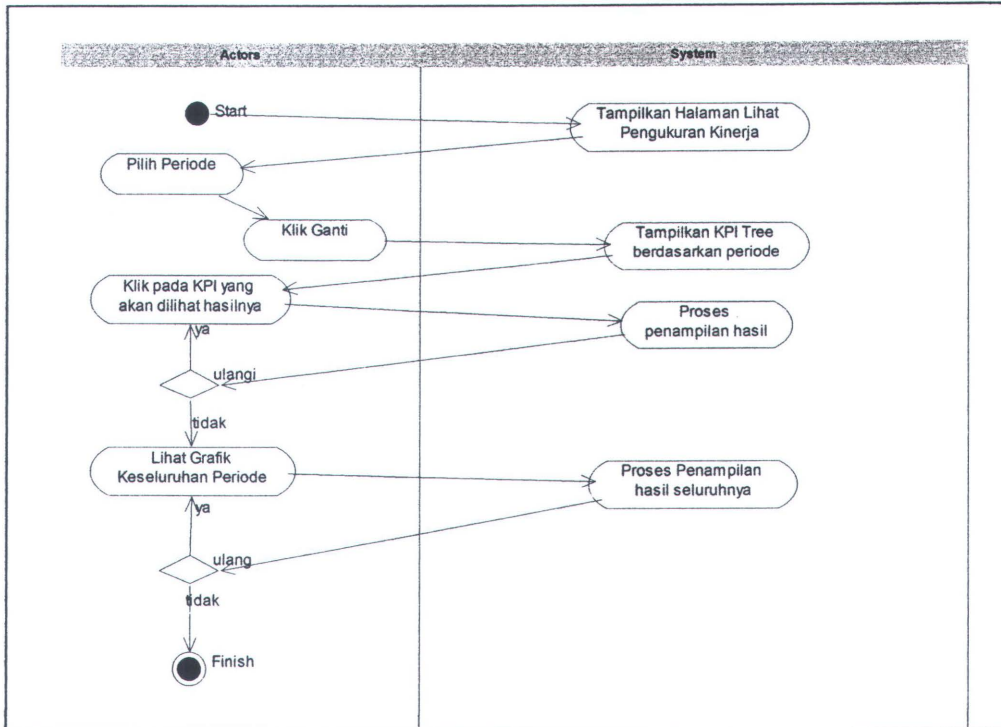 Actors
System
Start
Tampilkan Halaman Lihat
Pengukuran Kinerja
Pilih Periode
Klik Ganti
Tampilkan KPI Tree
berdasarkan periode
Klik pada KPI yang
akan dilihat hasilnya
Proses
penampilan hasil
ya
ulangi
tidak
Lihat Grafik
Keseluruhan Periode
Proses Penampilan
hasil seluruhnya
ya
ulang
tidak
Finish